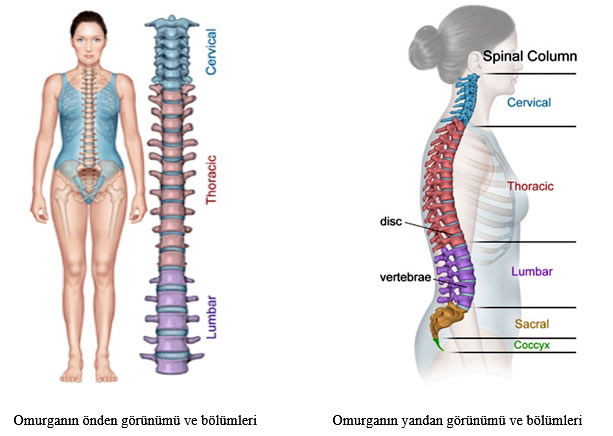 Cervical
Thoracic
Lumbar
Spinal Column
Cervical
Thoracic
disc
vertebrae
Lumbar
Sacral
Coccyx
Omurganın önden görünümü ve bölümleri
Omurganın yandan görünümü ve bölümleri